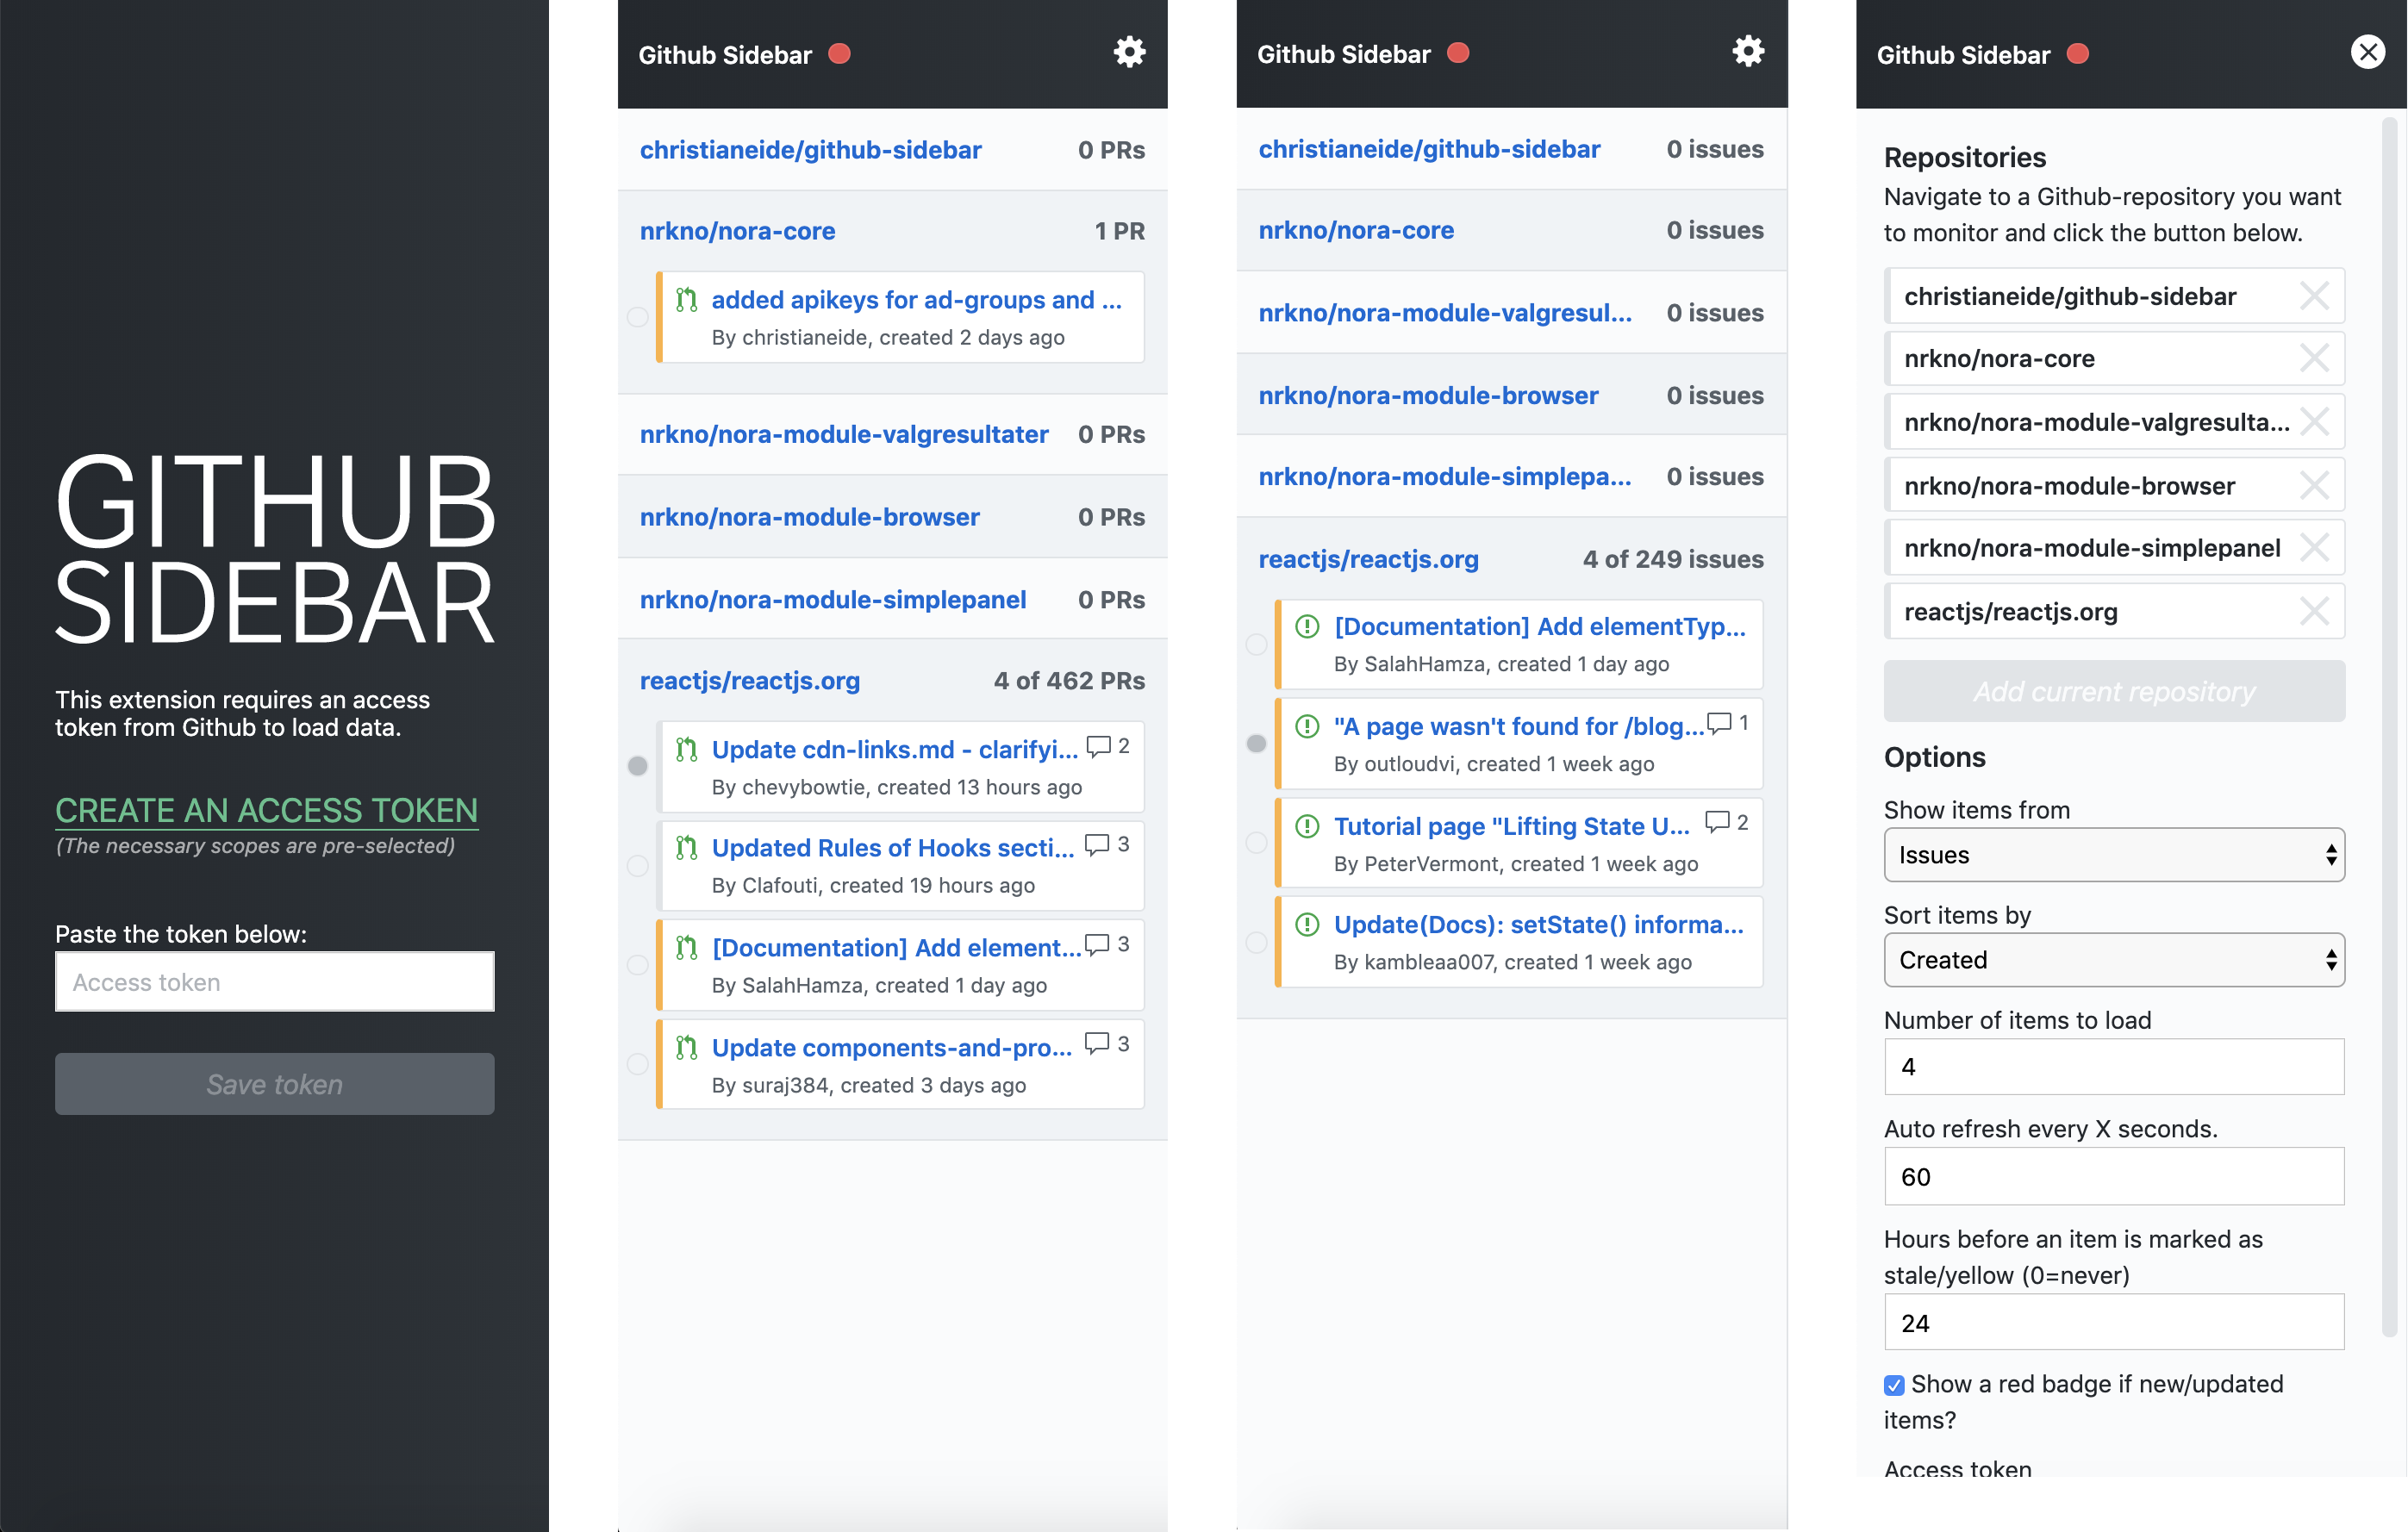 GITHUB
SIDEBAR
This extension requires an access
token from Github to load data.
CREATE AN ACCESS TOKEN
(The necessary scopes are pre-selected)
Paste the token below:
Access token
Save token
Github Sidebar
christianeide/github-sidebar 0 PRs
nrkno/nora-core 1 PR
added apikeys for ad-groups and ...
By christianeide, created 2 days ago
nrkno/nora-module-valgresultater 0 PRs
nrkno/nora-module-browser 0 PRs
nrkno/nora-module-simplepanel 0 PRs
reactjs/reactjs.org 4 of 462 PRs
Update cdn-links.md - clarifyi... 2
By chevybowtie, created 13 hours ago
Updated Rules of Hooks secti... 3
By Clafouti, created 19 hours ago
[Documentation] Add element... 3
By SalahHamza, created 1 day ago
Update components-and-pro... 3
By suraj384, created 3 days ago
Github Sidebar
christianeide/github-sidebar 0 issues
nrkno/nora-core 0 issues
nrkno/nora-module-valgresul... 0 issues
nrkno/nora-module-browser 0 issues
nrkno/nora-module-simplepa... 0 issues
reactjs/reactjs.org 4 of 249 issues
[Documentation] Add elementTyp...
By SalahHamza, created 1 day ago
"A page wasn't found for /blog... 1
By outloudvi, created 1 week ago
Tutorial page "Lifting State U... 2
By PeterVermont, created 1 week ago
Update(Docs): setState() informa...
By kambleaa007, created 1 week ago
Github Sidebar
Repositories
Navigate to a Github-repository you want
to monitor and click the button below.
christianeide/github-sidebar
nrkno/nora-core
nrkno/nora-module-valgresulta...
nrkno/nora-module-browser
nrkno/nora-module-simplepanel
reactjs/reactjs.org
Add current repository
Options
Show items from
Issues
Sort items by
Created
Number of items to load
4
Auto refresh every X seconds.
60
Hours before an item is marked as
stale/yellow (0=never)
24
Show a red badge if new/updated
items?
Access token